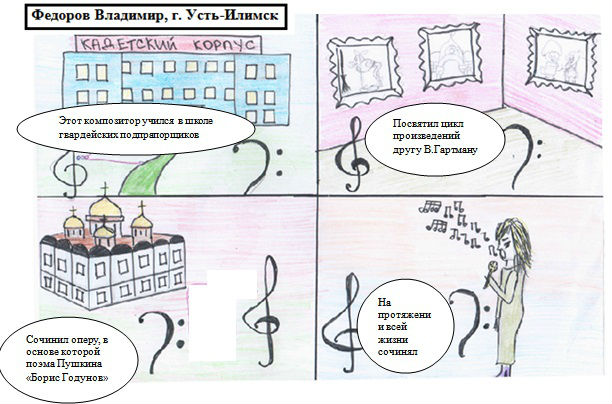 Федоров Владимир, г. Усть-Илимск
КАДЕТСКИЙ КОРПУС
Этот композитор учился в школе
гвардейских подпрапорщиков
Посвятил цикл
произведений
другу В.Гартману
Сочинил оперу, в
основе которой
поэма Пушкина
«Борис Годунов»
На
протяжени
и всей
жизни
сочинял